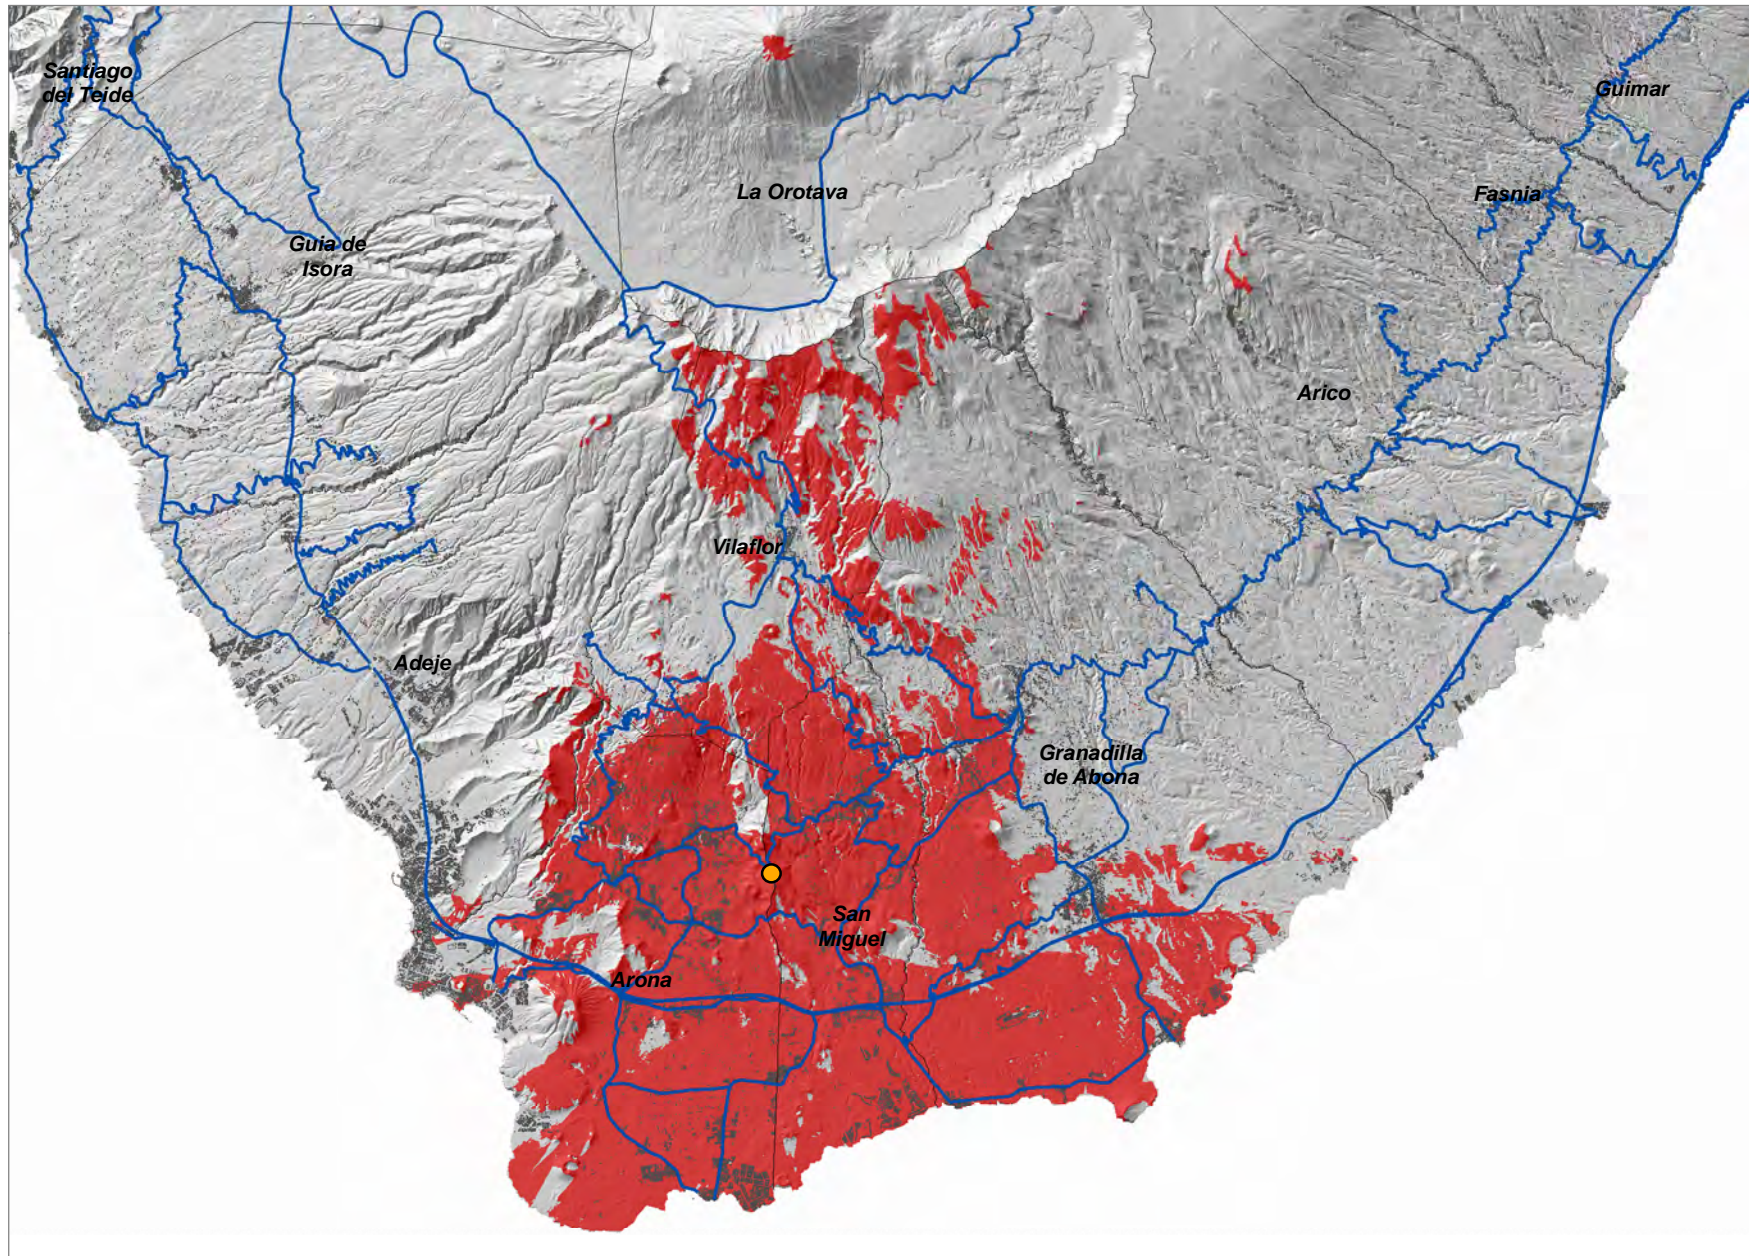 Santiago
del Teide
Guimar
La Orotava
Fasnia
Guia de
Isora
Arico
Vilaflor
Adeje
Granadilla
de Abona
San
Miguel
Arona